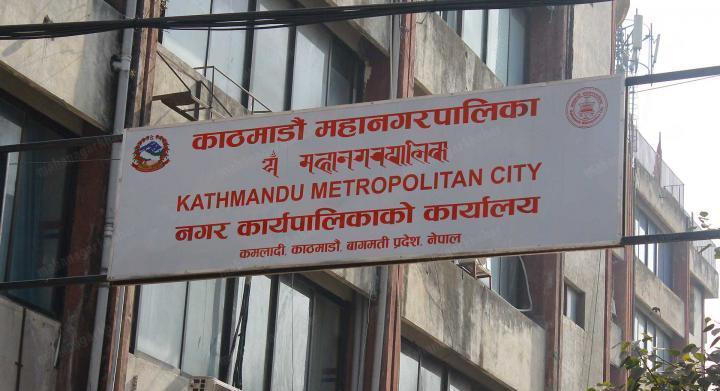 काठमाडौं महानगरपालिका
KATHMANDU METROPOLITAN CITY
नगर कार्यपालिकाको कार्यालय
कमलादी, काठमाडौं, बागमती प्रदेश, नेपाल